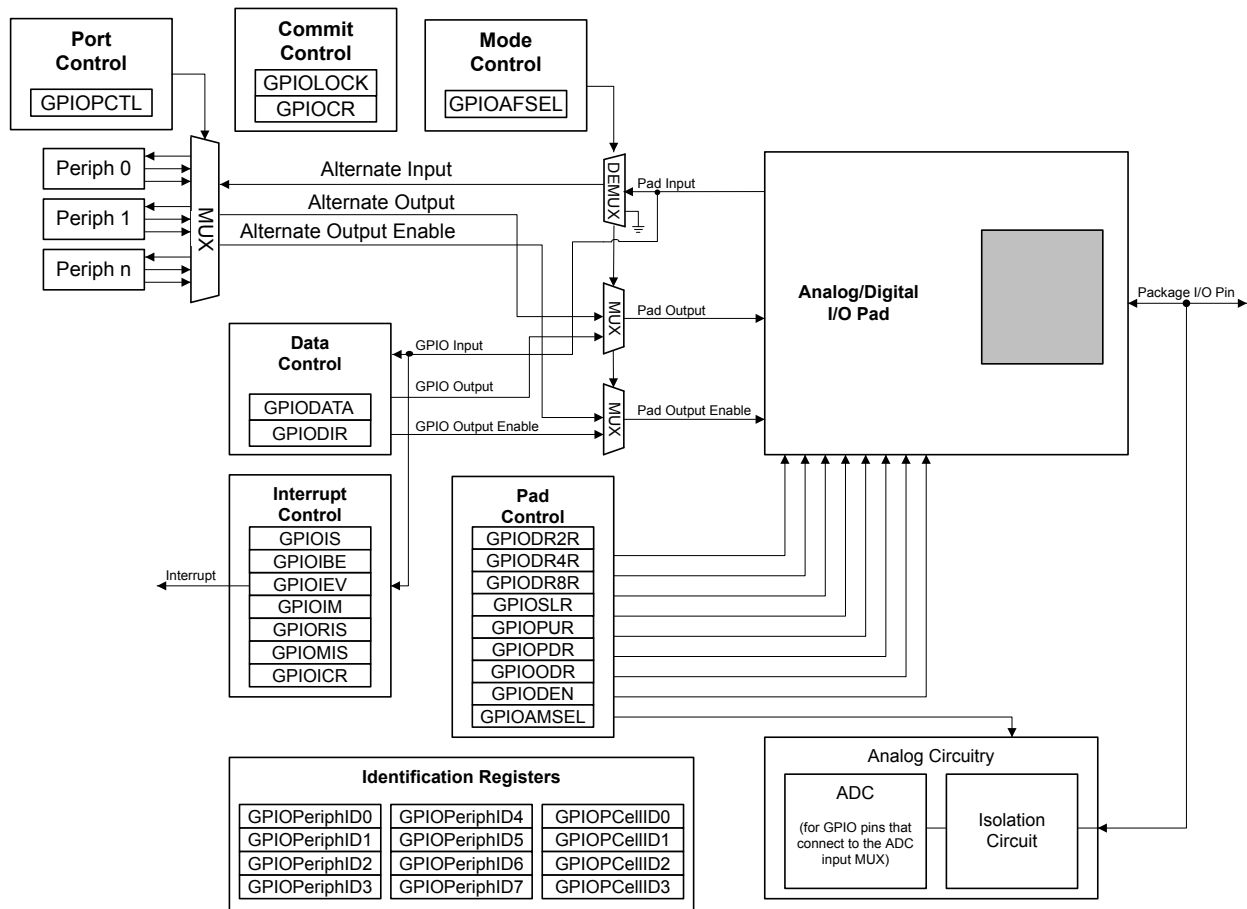 Port
Control
GPIOPCTL
Commit
Control
GPIOLOCK
GPIOCR
Mode
Control
GPIOAFSEL
Periph 0
Periph 1
Periph n
MUX
Alternate Input
Alternate Output
Alternate Output Enable
DEMUX
Pad Input
MUX
Pad Output
MUX
Pad Output Enable
Analog/Digital
I/O Pad
Package I/O Pin
Data
Control
GPIODATA
GPIODIR
GPIO Input
GPIO Output
GPIO Output Enable
Interrupt
Control
GPIOIS
GPIOIBE
GPIOIEV
GPIOIM
GPIORIS
GPIOMIS
GPIOICR
Interrupt
Pad
Control
GPIODR2R
GPIODR4R
GPIODR8R
GPIOSLR
GPIOPUR
GPIOPDR
GPIOODR
GPIODEN
GPIOAMSEL
Analog Circuitry
ADC
(for GPIO pins that
connect to the ADC
input MUX)
Isolation
Circuit
Identification Registers
GPIOPeriphID0
GPIOPeriphID1
GPIOPeriphID2
GPIOPeriphID3
GPIOPeriphID4
GPIOPeriphID5
GPIOPeriphID6
GPIOPeriphID7
GPIOPCellID0
GPIOPCellID1
GPIOPCellID2
GPIOPCellID3